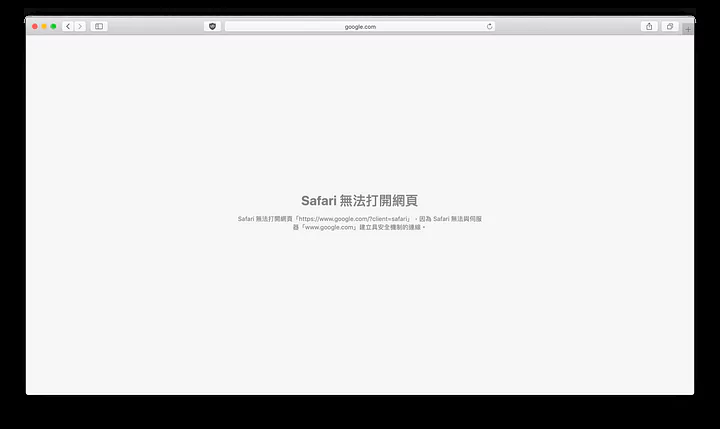 google.com
Safari 無法打開網頁
Safari 無法打開網頁「https://www.google.com/?client=safari」，因為 Safari 無法與伺服
器「www.google.com」建立具安全機制的連線。